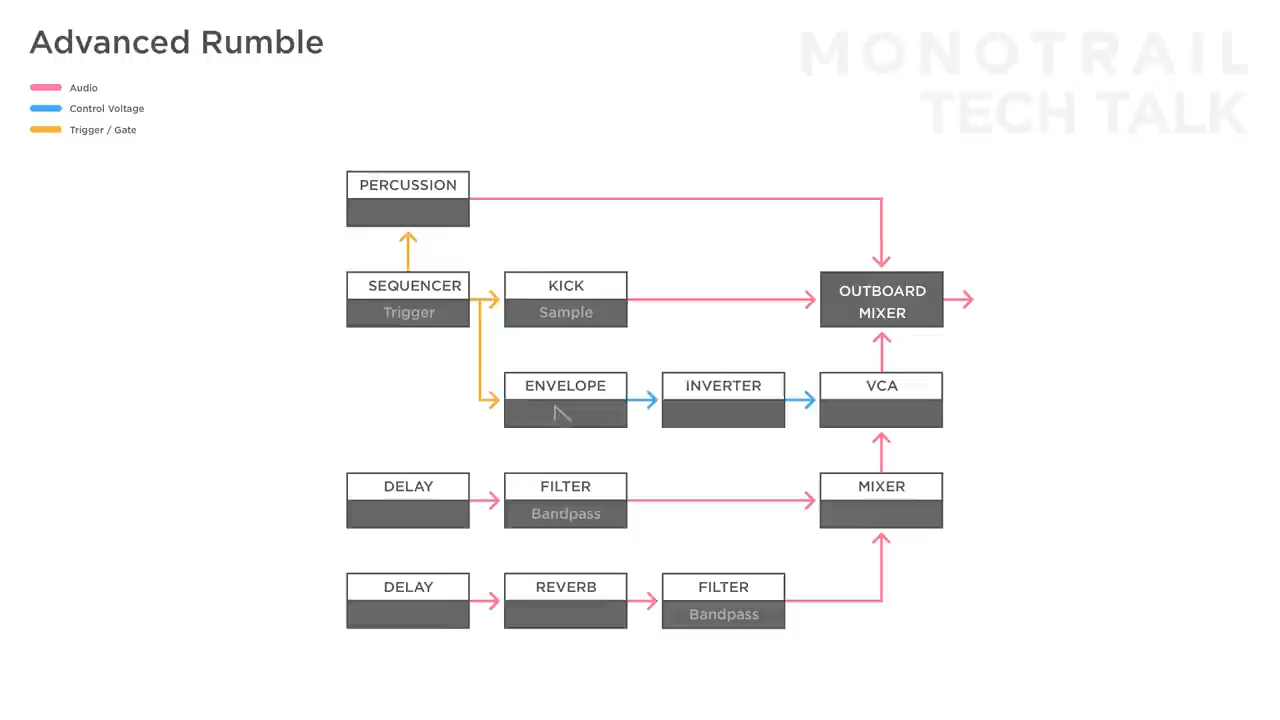 Advanced Rumble
MONOTRAIL
TECH TALK
Audio
Control Voltage
Trigger / Gate
PERCUSSION
SEQUENCER
Trigger
KICK
Sample
OUTBOARD
MIXER
ENVELOPE
INVERTER
VCA
DELAY
FILTER
Bandpass
MIXER
DELAY
REVERB
FILTER
Bandpass